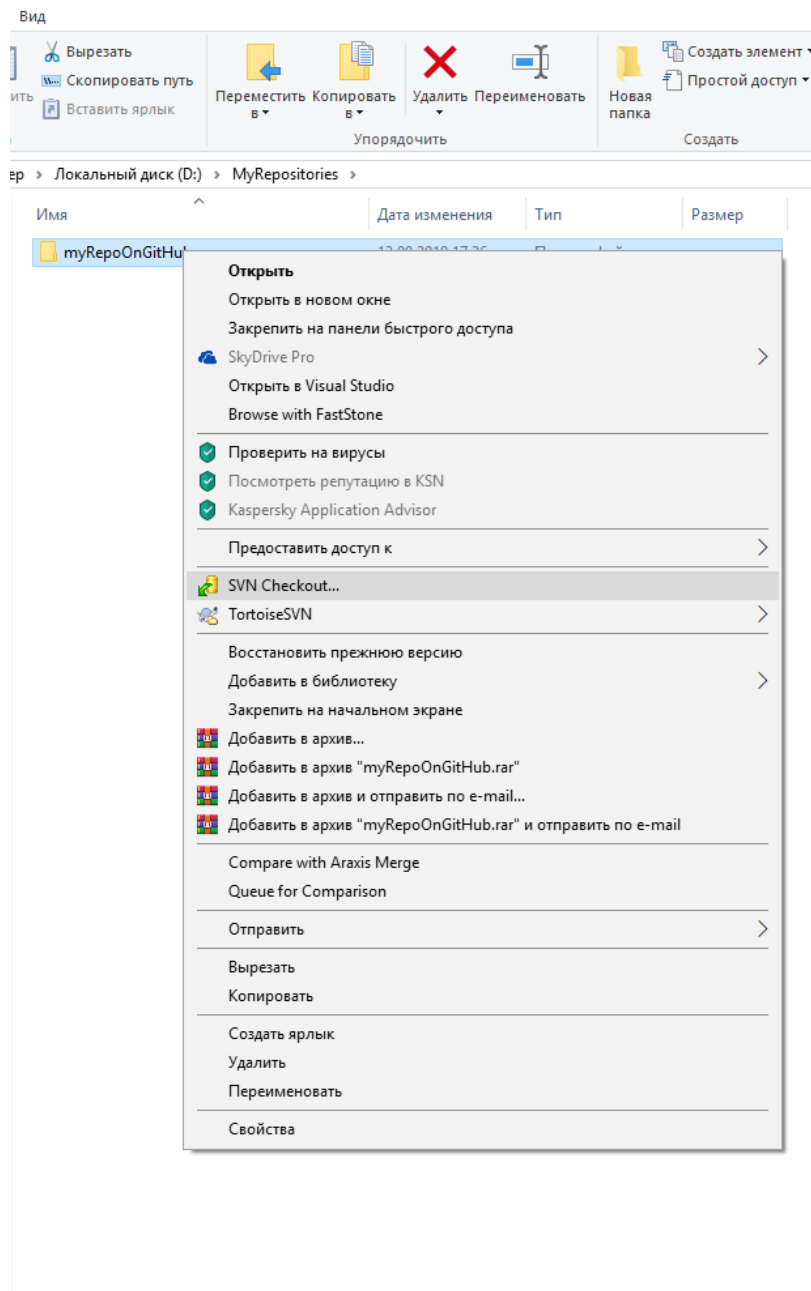 Вид
Вырезать
Скопировать путь
Вставить ярлык
ить
Переместить в
Копировать в
Удалить
Переименовать
Новая папка
Создать элемент
Простой доступ
Упорядочить
Создать
ер › Локальный диск (D:) › MyRepositories ›
Имя Дата изменения Тип Размер
myRepoOnGitHub
Открыть
Открыть в новом окне
Закрепить на панели быстрого доступа
SkyDrive Pro
Открыть в Visual Studio
Browse with FastStone
Проверить на вирусы
Посмотреть репутацию в KSN
Kaspersky Application Advisor
Предоставить доступ к
SVN Checkout...
TortoiseSVN
Восстановить прежнюю версию
Добавить в библиотеку
Закрепить на начальном экране
Добавить в архив...
Добавить в архив "myRepoOnGitHub.rar"
Добавить в архив и отправить по e-mail...
Добавить в архив "myRepoOnGitHub.rar" и отправить по e-mail
Compare with Araxis Merge
Queue for Comparison
Отправить
Вырезать
Копировать
Создать ярлык
Удалить
Переименовать
Свойства